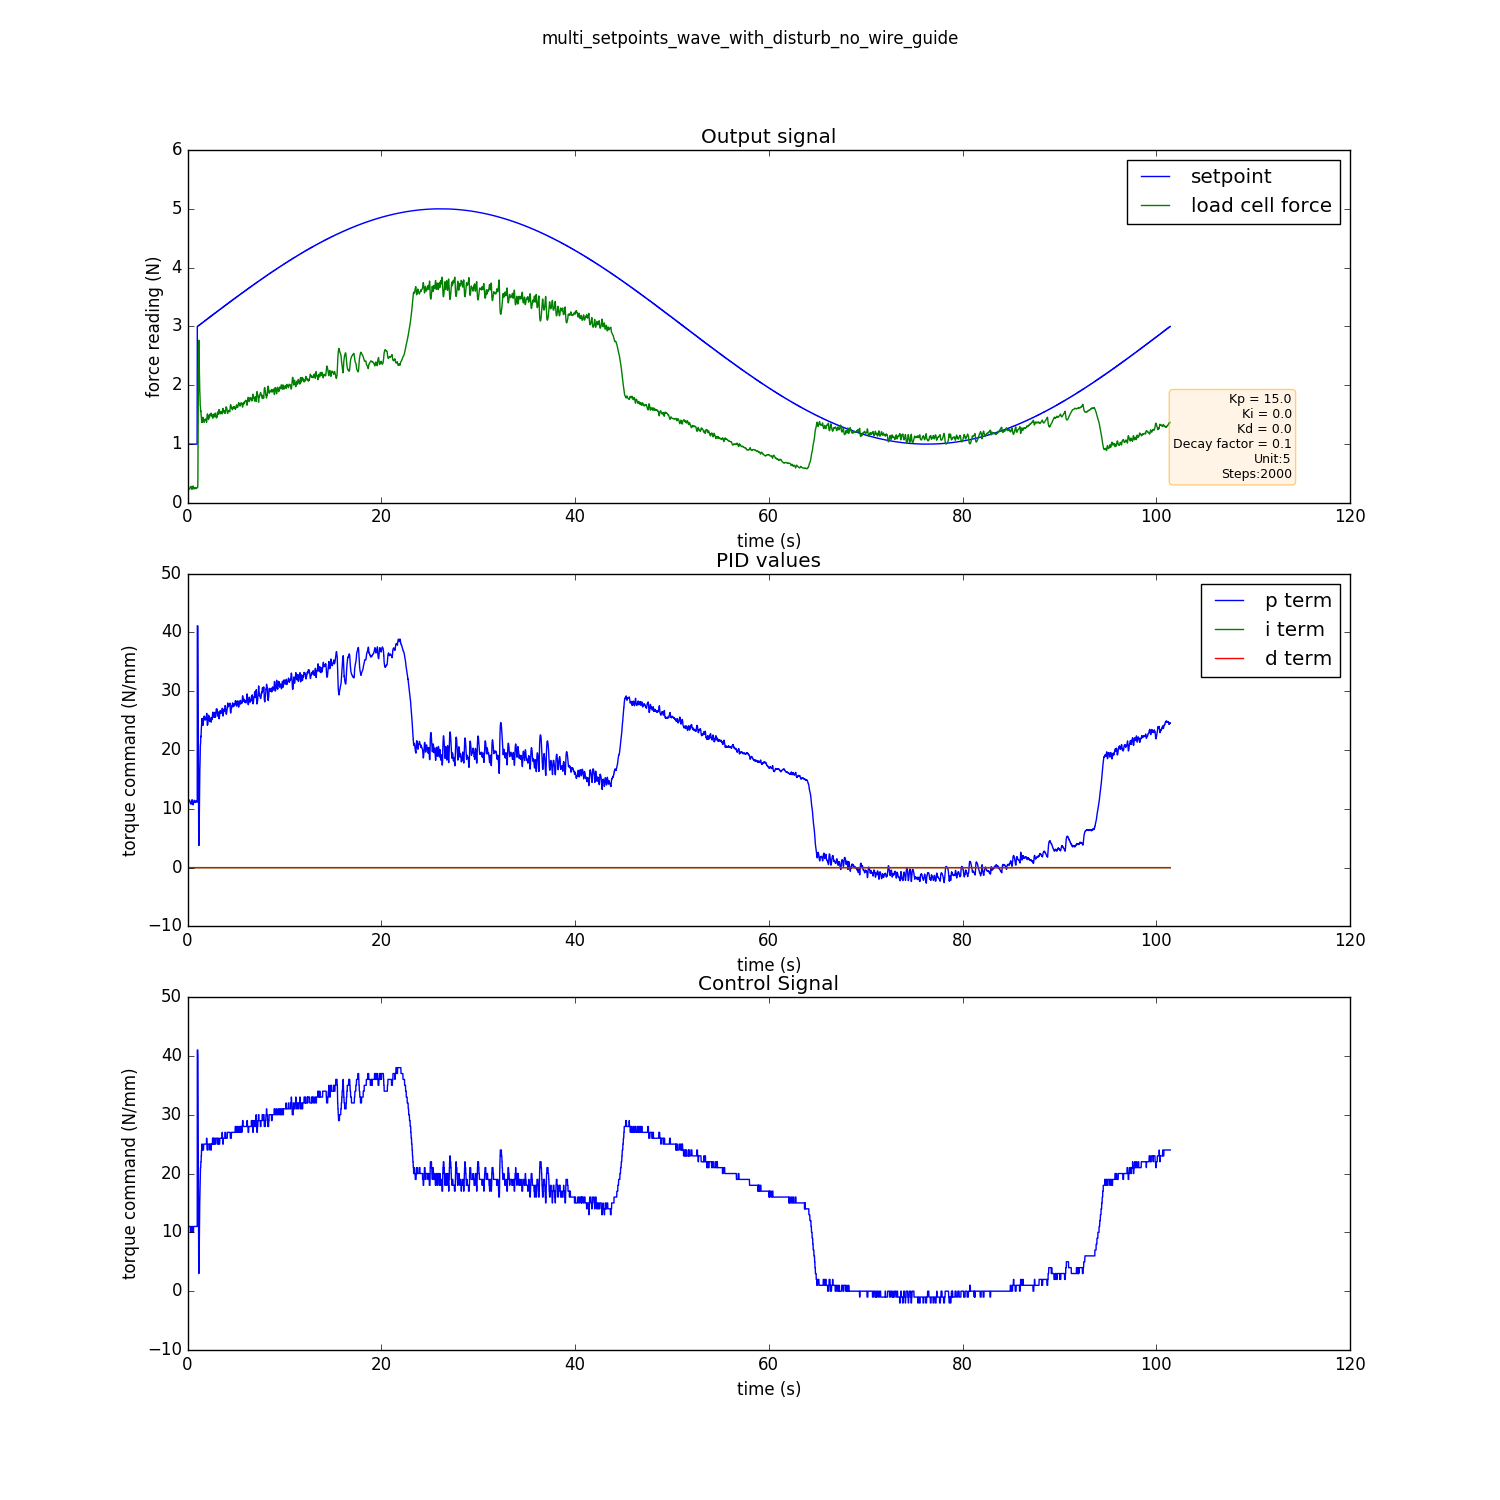 multi_setpoints_wave_with_disturb_no_wire_guide
Output signal
6
5
4
3
2
1
0
force reading (N)
setpoint
load cell force
Kp = 15.0
Ki = 0.0
Kd = 0.0
Decay factor = 0.1
Unit:5
Steps:2000
0 20 40 60 80 100 120
time (s)
PID values
50
40
30
20
10
0
−10
torque command (N/mm)
p term
i term
d term
0 20 40 60 80 100 120
time (s)
Control Signal
50
40
30
20
10
0
−10
torque command (N/mm)
0 20 40 60 80 100 120
time (s)